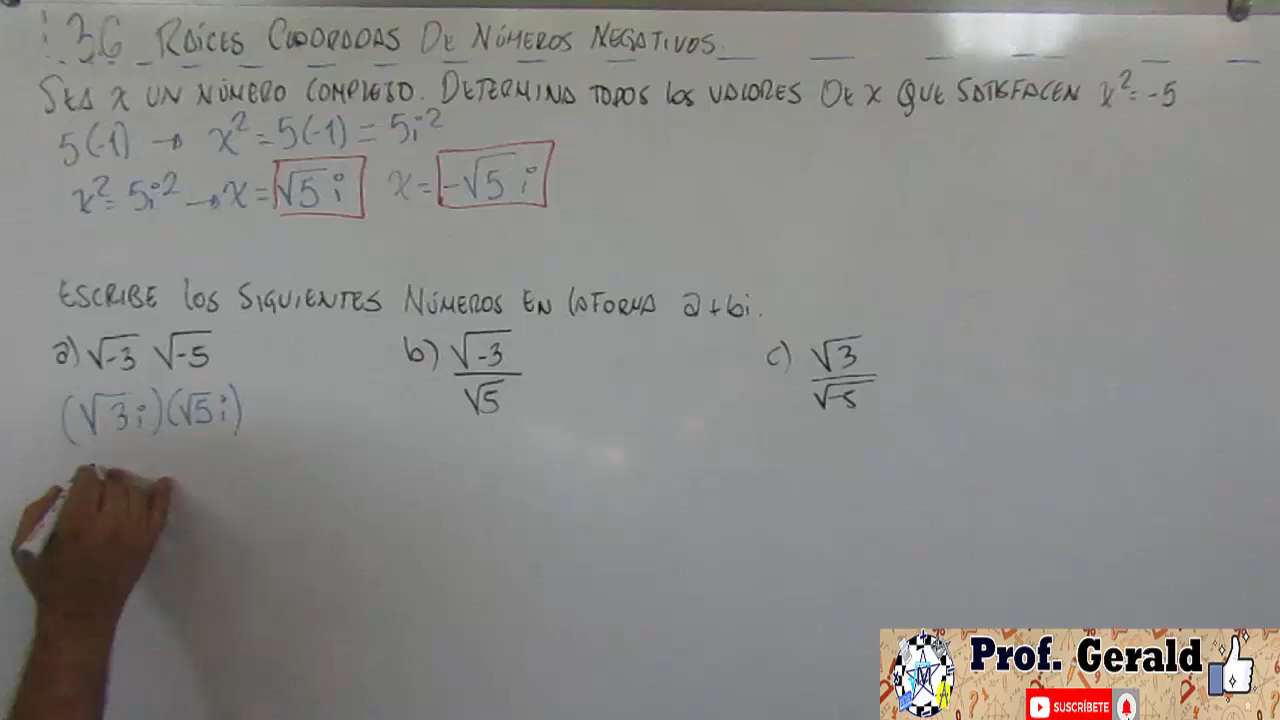 1.36 RAÍCES CUADRADAS DE NÚMEROS NEGATIVOS.
SEA x UN NÚMERO COMPLEJO. DETERMINA TODOS LOS VALORES DE x QUE SATISFACEN x² = -5
5(-1) → x² = 5(-1) = 5i²
x² = 5i² → x = √5 i x = -√5 i
ESCRIBE LOS SIGUIENTES NÚMEROS EN LA FORMA a + bi.
a) √-3 √-5 b) √-3/√5 c) √3/√-5
(√3 i)(√5 i)
Prof. Gerald
SUSCRÍBETE